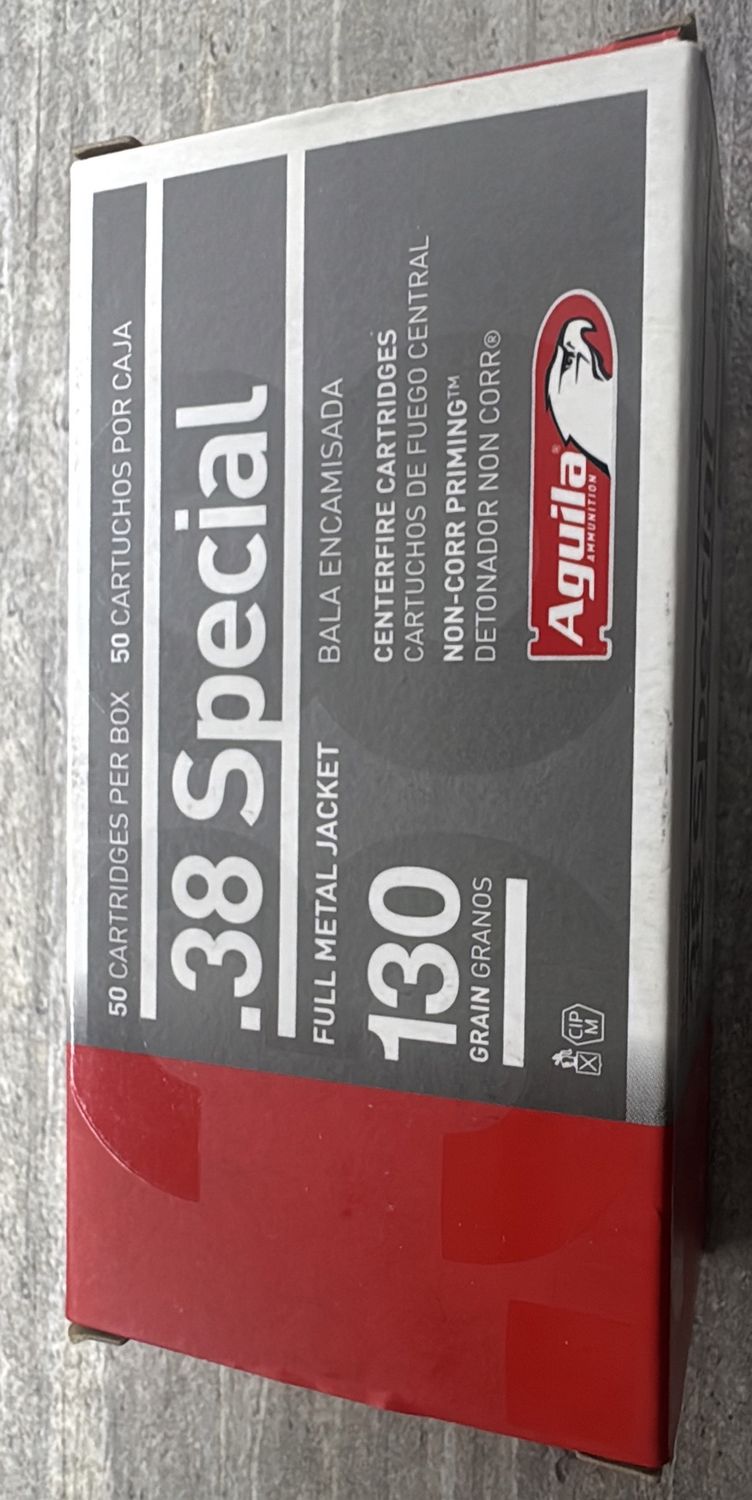 50 CARTRIDGES PER BOX 50 CARTUCHOS POR CAJA
.38 Special
FULL METAL JACKET BALA ENCAMISADA
130
GRAIN GRANOS
CENTERFIRE CARTRIDGES
CARTUCHOS DE FUEGO CENTRAL
NON-CORR PRIMING™
DETONADOR NON CORR®
Aguila®
AMMUNITION
CIP
M
X